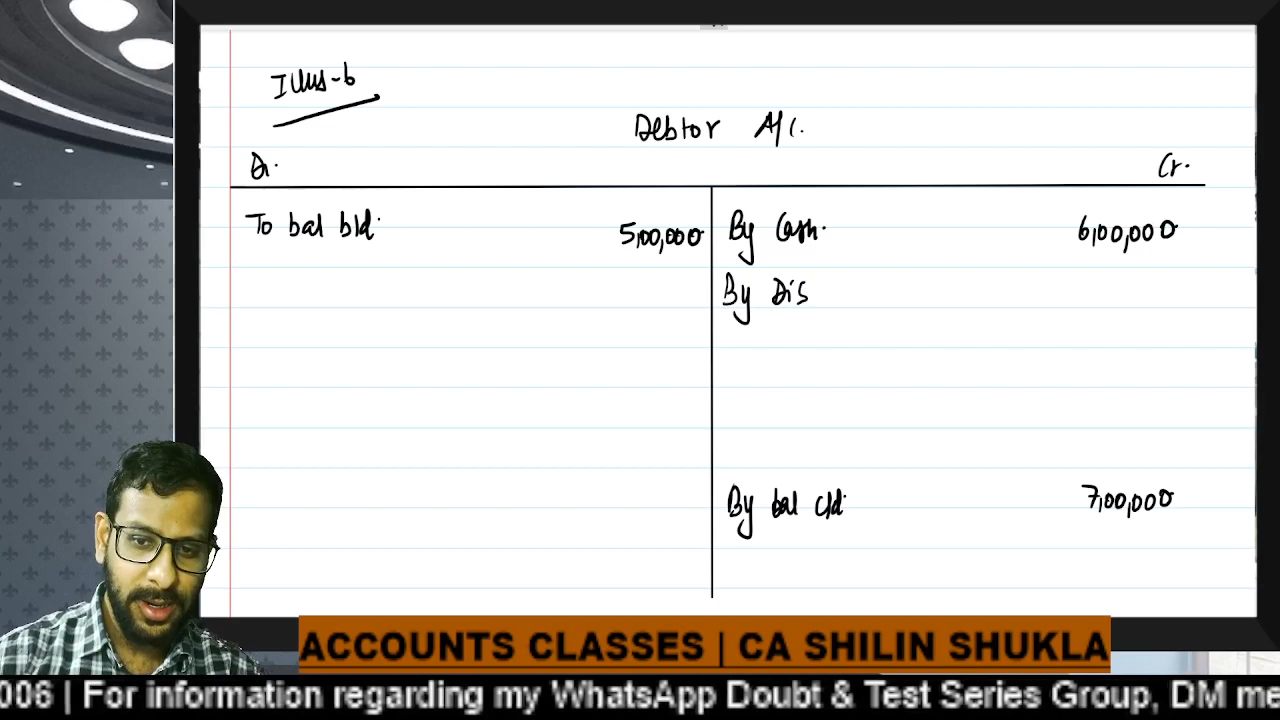 Illus-6
Debtor A/c.
Dr.
Cr.
To bal b/d. 5,00,000 By Cash. 6,00,000
By Dis
By bal c/d. 7,00,000
ACCOUNTS CLASSES | CA SHILIN SHUKLA
006 | For information regarding my WhatsApp Doubt & Test Series Group, DM me